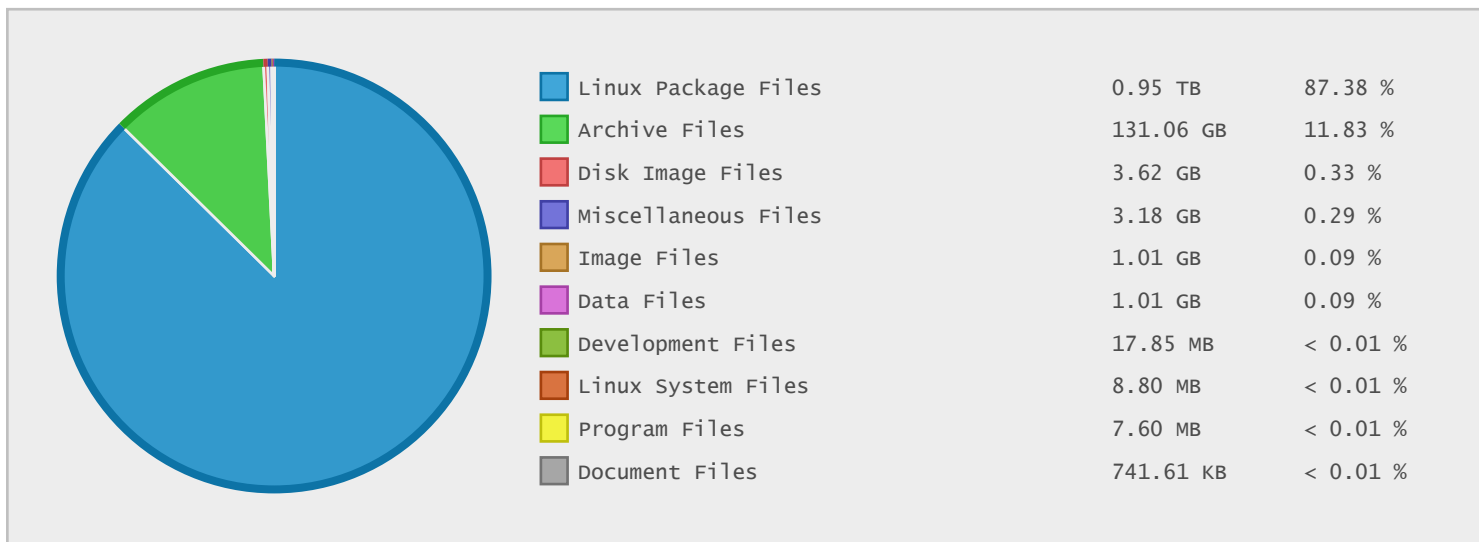 Linux Package Files 0.95 TB 87.38 %
Archive Files 131.06 GB 11.83 %
Disk Image Files 3.62 GB 0.33 %
Miscellaneous Files 3.18 GB 0.29 %
Image Files 1.01 GB 0.09 %
Data Files 1.01 GB 0.09 %
Development Files 17.85 MB < 0.01 %
Linux System Files 8.80 MB < 0.01 %
Program Files 7.60 MB < 0.01 %
Document Files 741.61 KB < 0.01 %